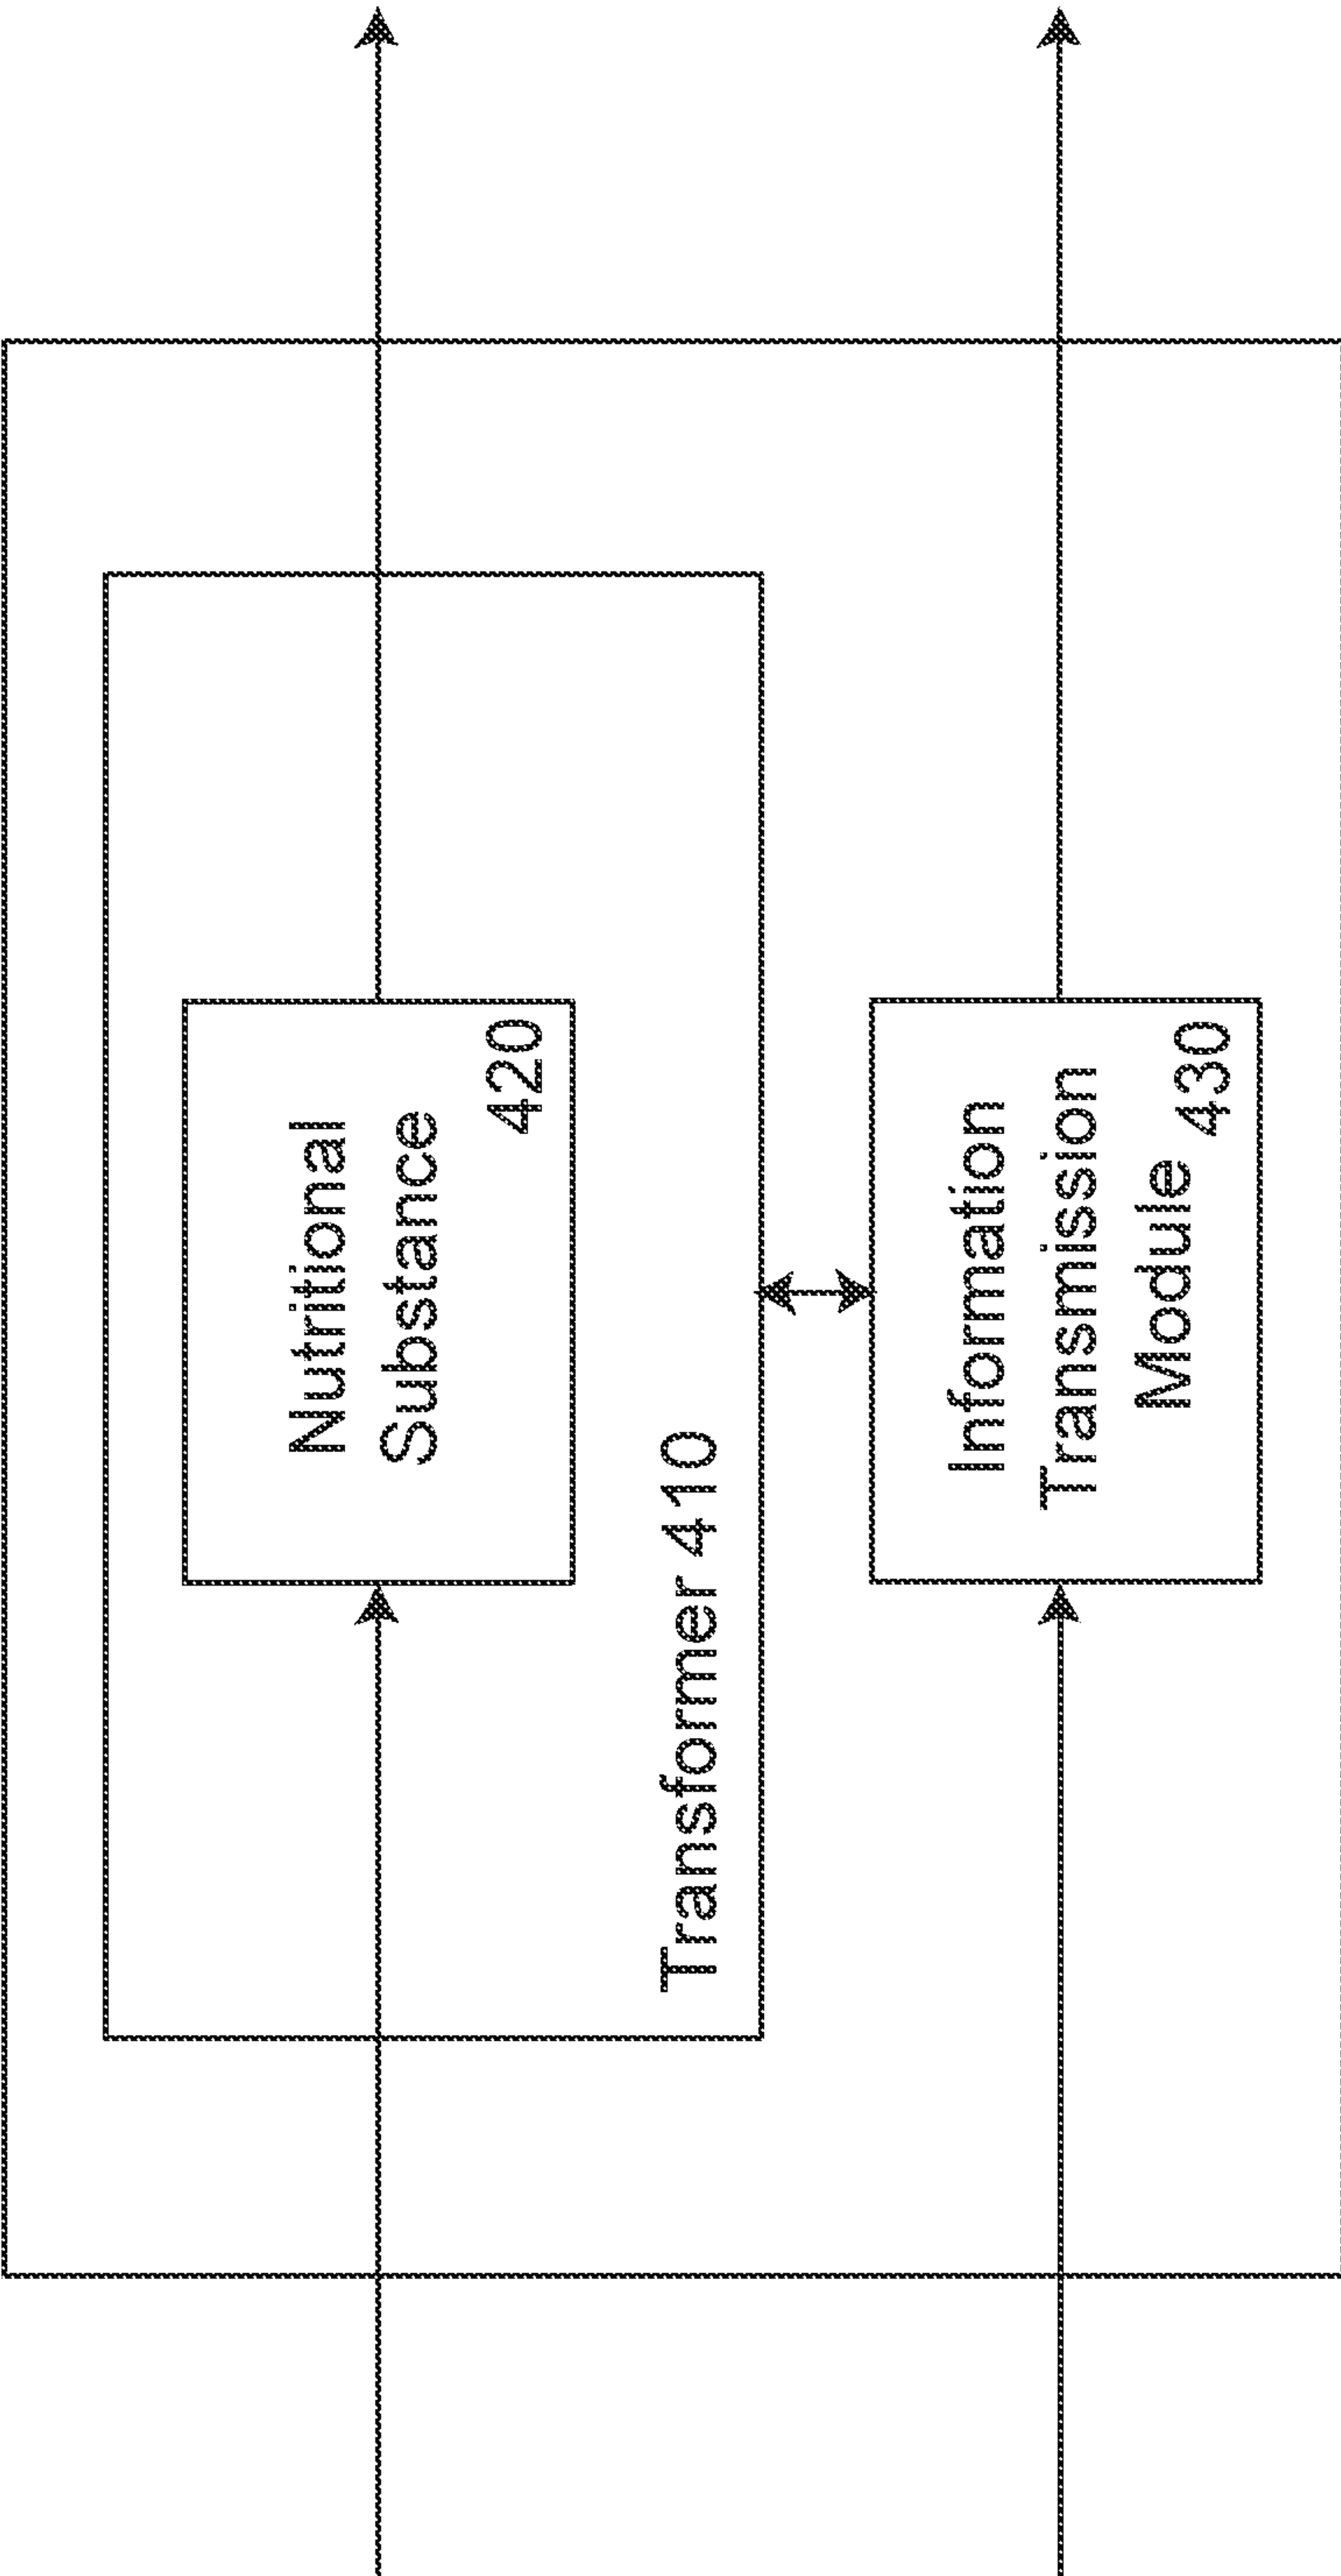 Nutritional
Substance
420
Transformer 410
Information
Transmission
Module 430